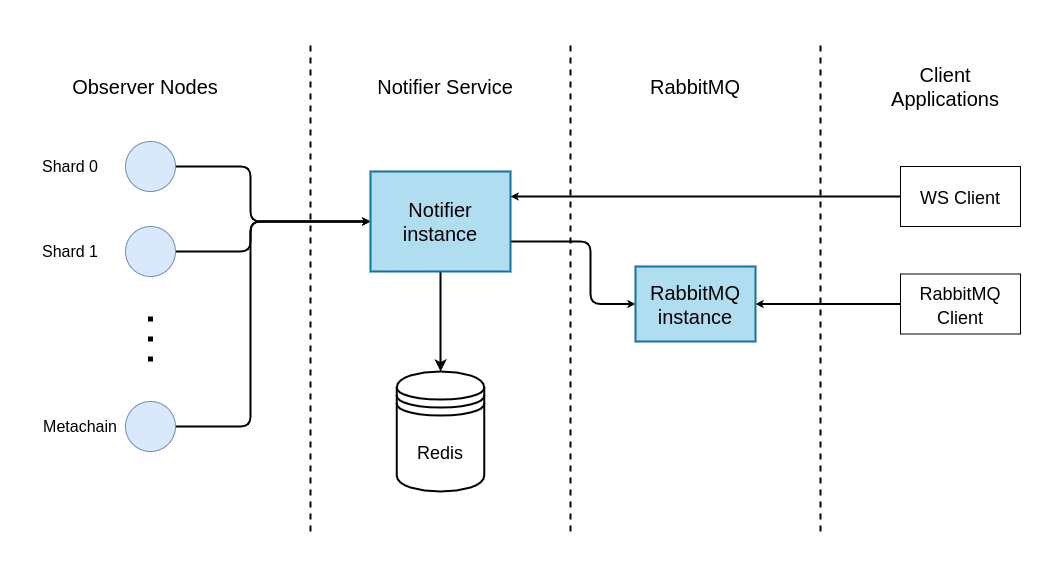 Observer Nodes
Notifier Service
RabbitMQ
Client
Applications
Shard 0
Shard 1
Metachain
Notifier
instance
Redis
RabbitMQ
instance
WS Client
RabbitMQ
Client